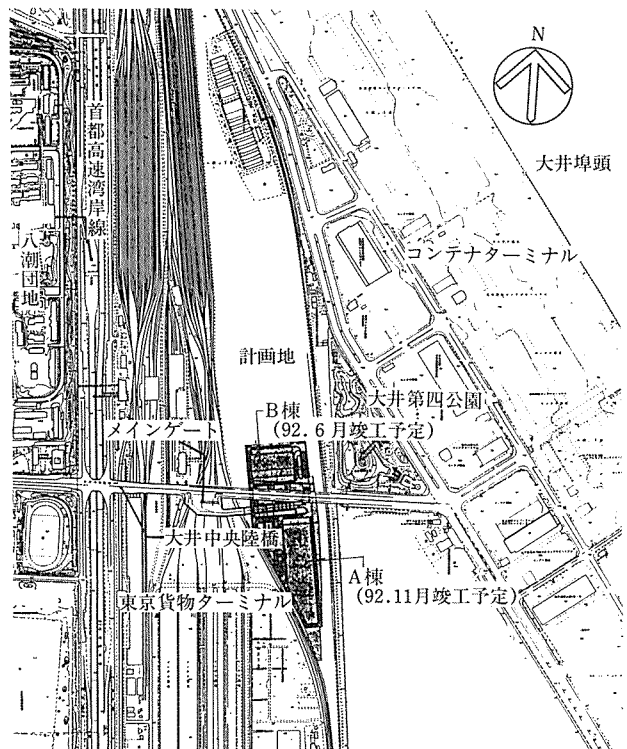 N
大井埠頭
首都高速湾岸線
コンテナターミナル
八潮団地
計画地
大井第四公園
B棟
(92.6月竣工予定)
メインゲート
大井中央陸橋
A棟
(92.11月竣工予定)
東京貨物ターミナル